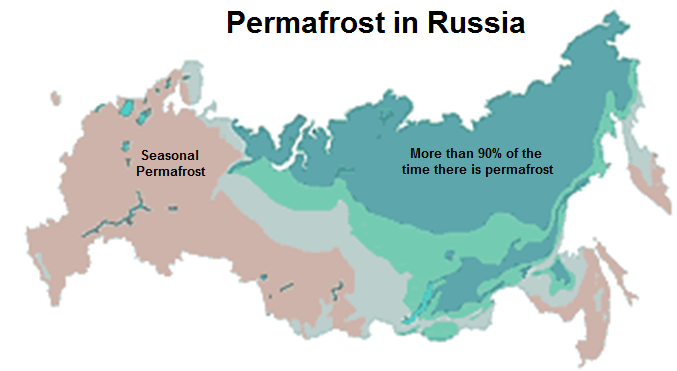 Permafrost in Russia
Seasonal
Permafrost
More than 90% of the
time there is permafrost